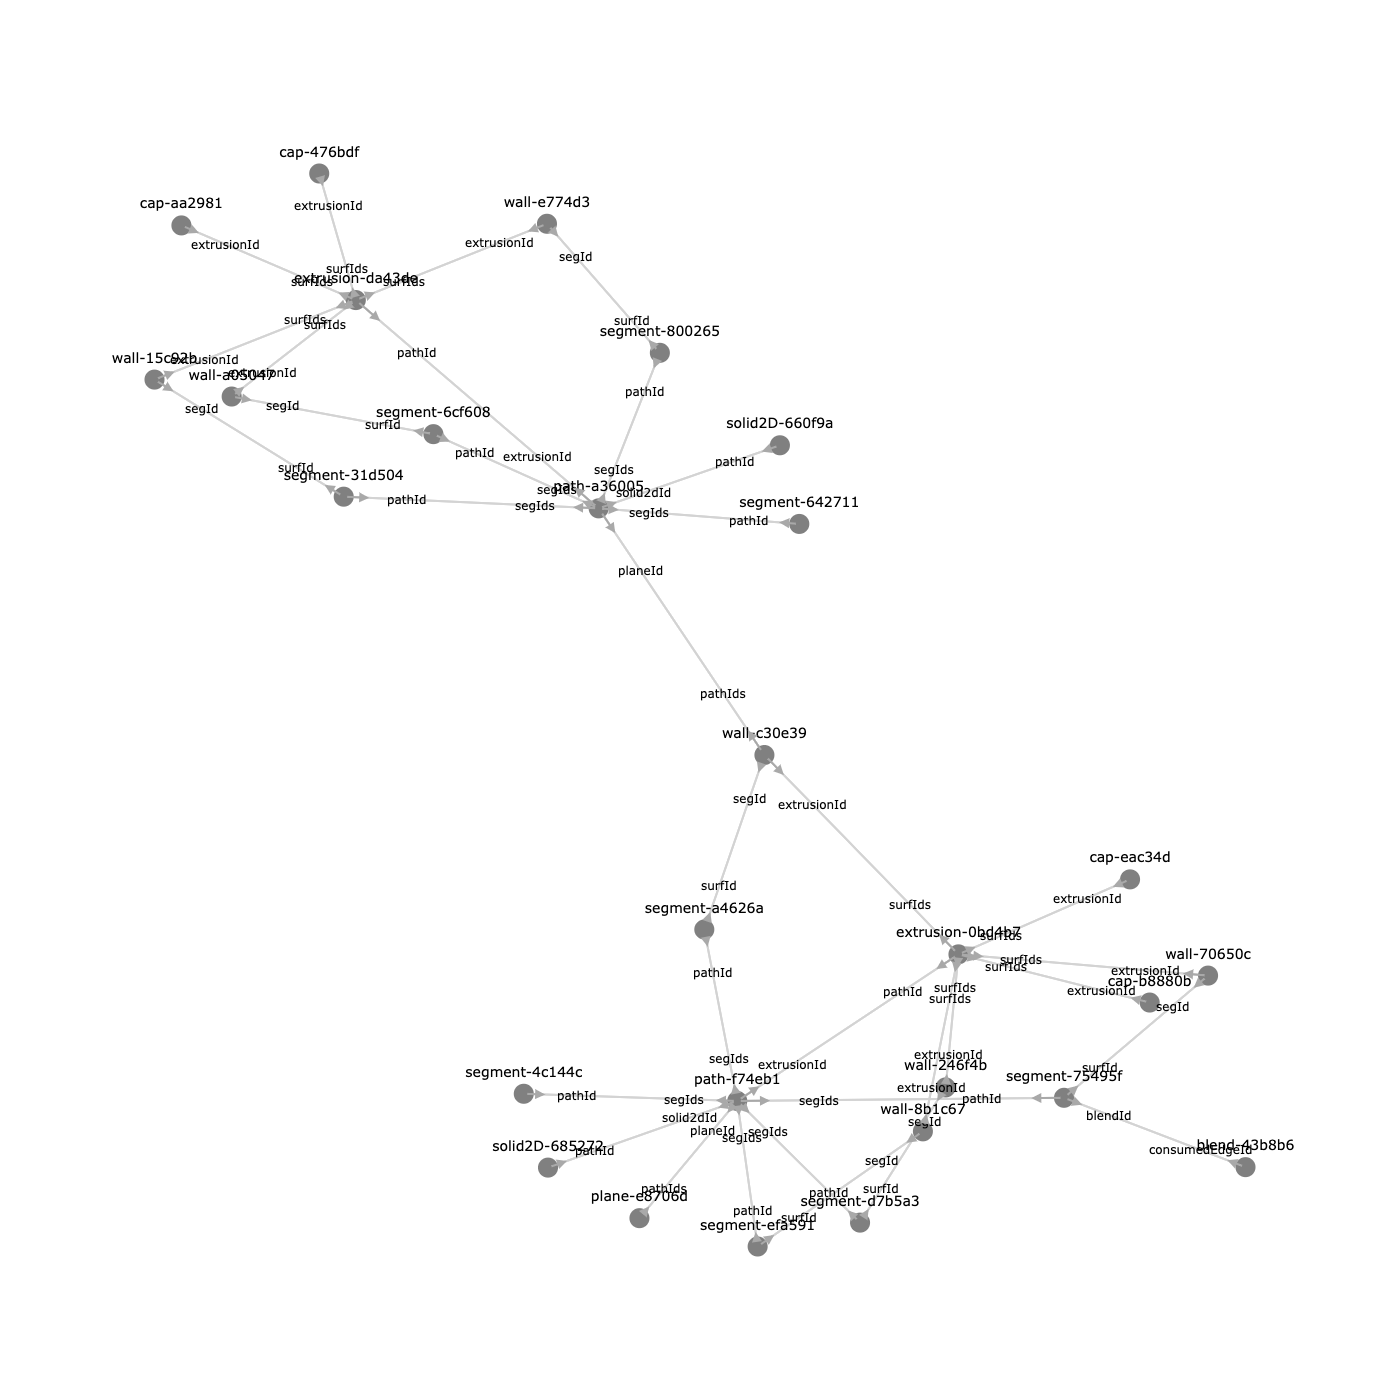 cap-476bdf
cap-aa2981
wall-e774d3
extrusionId
extrusionId
extrusionId
segId
surfIds
extrusion-da43de
surfIds
surfIds
surfIds
surfIds
surfId
segment-800265
pathId
wall-15c92b
extrusionId
wall-a05047
extrusionId
pathId
segId
segId
segment-6cf608
surfId
solid2D-660f9a
pathId
extrusionId
pathId
surfId
segment-31d504
segIds
path-a36005
segIds
solid2dId
pathId
segIds
segIds
segment-642711
pathId
planeId
pathIds
wall-c30e39
segId
extrusionId
cap-eac34d
surfId
extrusionId
segment-a4626a
surfIds
extrusion-0bd4b7
surfIds
wall-70650c
surfIds
surfIds
extrusionId
cap-b8880b
extrusionId
segId
pathId
pathId
surfIds
surfIds
segIds
extrusionId
extrusionId
wall-246f4b
surfId
segment-4c144c
path-f74eb1
segment-75495f
pathId
segIds
segIds
extrusionId
pathId
wall-8b1c67
blendId
solid2dId
segId
planeId
segIds
segIds
solid2D-685272
pathId
blend-43b8b6
consumedEdgeId
segId
pathIds
plane-e8706d
pathId
surfId
segment-d7b5a3
pathId
surfId
segment-efa591